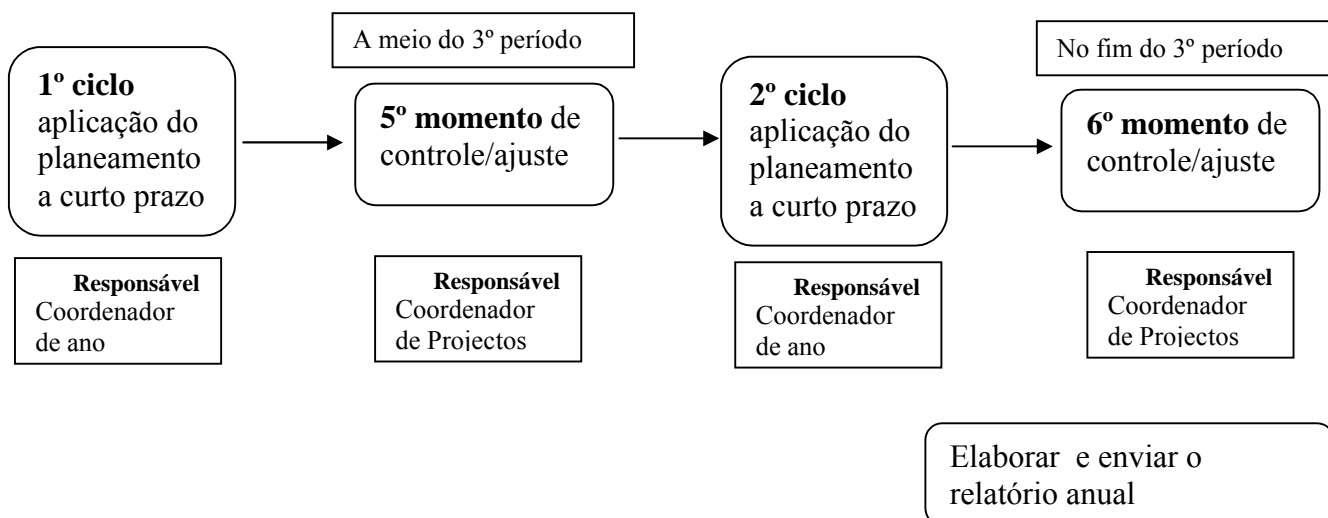 1º ciclo
aplicação do
planeamento
a curto prazo
Responsável
Coordenador
de ano
A meio do 3º período
5º momento de
controle/ajuste
Responsável
Coordenador
de Projectos
2º ciclo
aplicação do
planeamento
a curto prazo
Responsável
Coordenador
de ano
No fim do 3º período
6º momento de
controle/ajuste
Responsável
Coordenador
de Projectos
Elaborar e enviar o
relatório anual